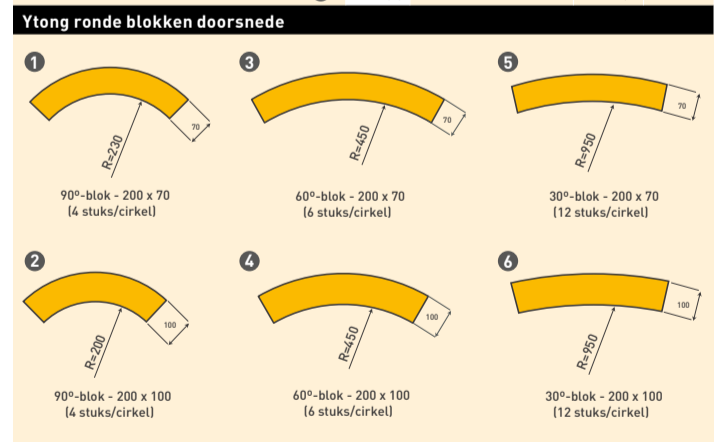 Ytong ronde blokken doorsnede
1
70
R=230
90º-blok - 200 x 70
(4 stuks/cirkel)
3
70
R=450
60º-blok - 200 x 70
(6 stuks/cirkel)
5
70
R=950
30º-blok - 200 x 70
(12 stuks/cirkel)
2
100
R=200
90º-blok - 200 x 100
(4 stuks/cirkel)
4
100
R=450
60º-blok - 200 x 100
(6 stuks/cirkel)
6
100
R=950
30º-blok - 200 x 100
(12 stuks/cirkel)